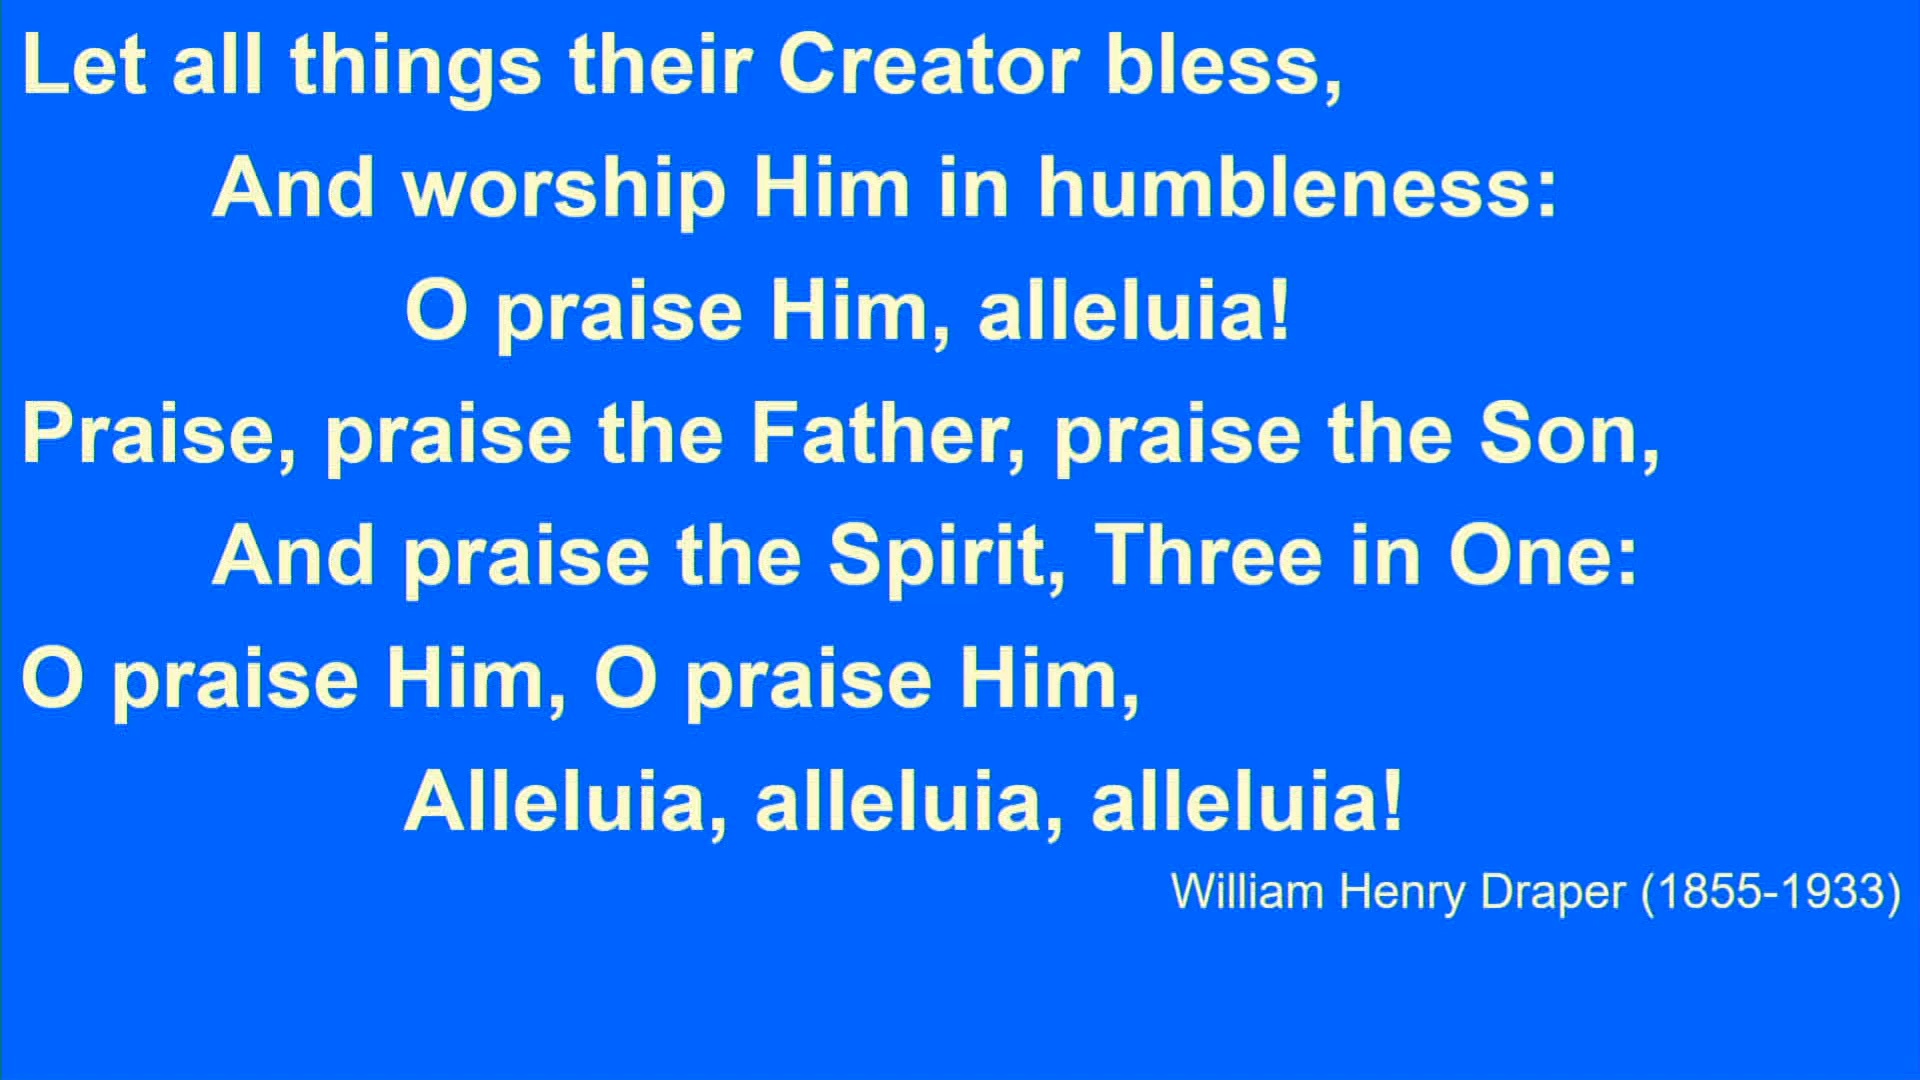 Let all things their Creator bless,
And worship Him in humbleness:
O praise Him, alleluia!
Praise, praise the Father, praise the Son,
And praise the Spirit, Three in One:
O praise Him, O praise Him,
Alleluia, alleluia, alleluia!
William Henry Draper (1855-1933)